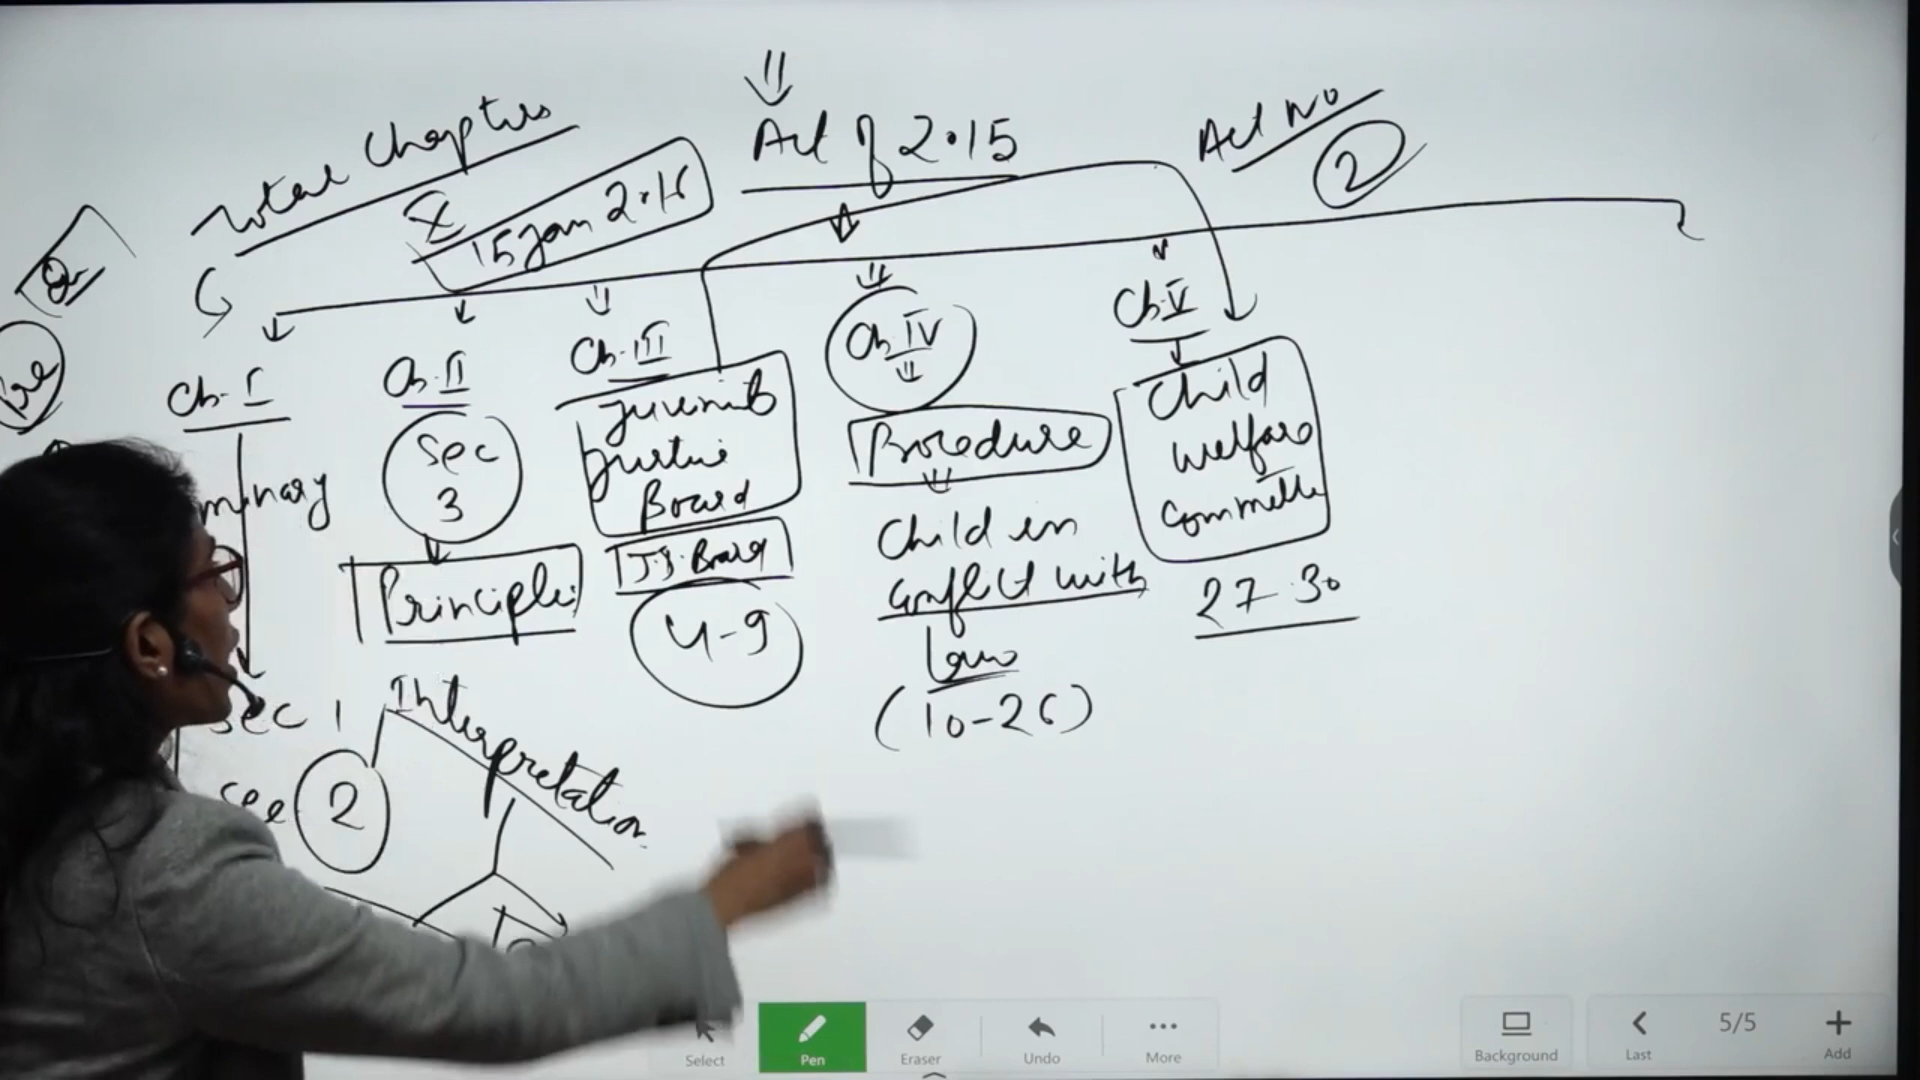 Total Chapters
X
15 Jan 2016
Act of 2015
Act No
2
Q
Ch. I
minary
Sec 1
Sec 2
Interpretation
Ch. II
Sec
3
Principle
Ch. III
Juvenile
Justice
Board
J.J. Board
4-9
Ch IV
Procedure
Child in
Conflict with
Law
(10-26)
Ch. V
Child
Welfare
Committee
27-30
Select
Pen
Eraser
Undo
More
Background
Last
5/5
Add